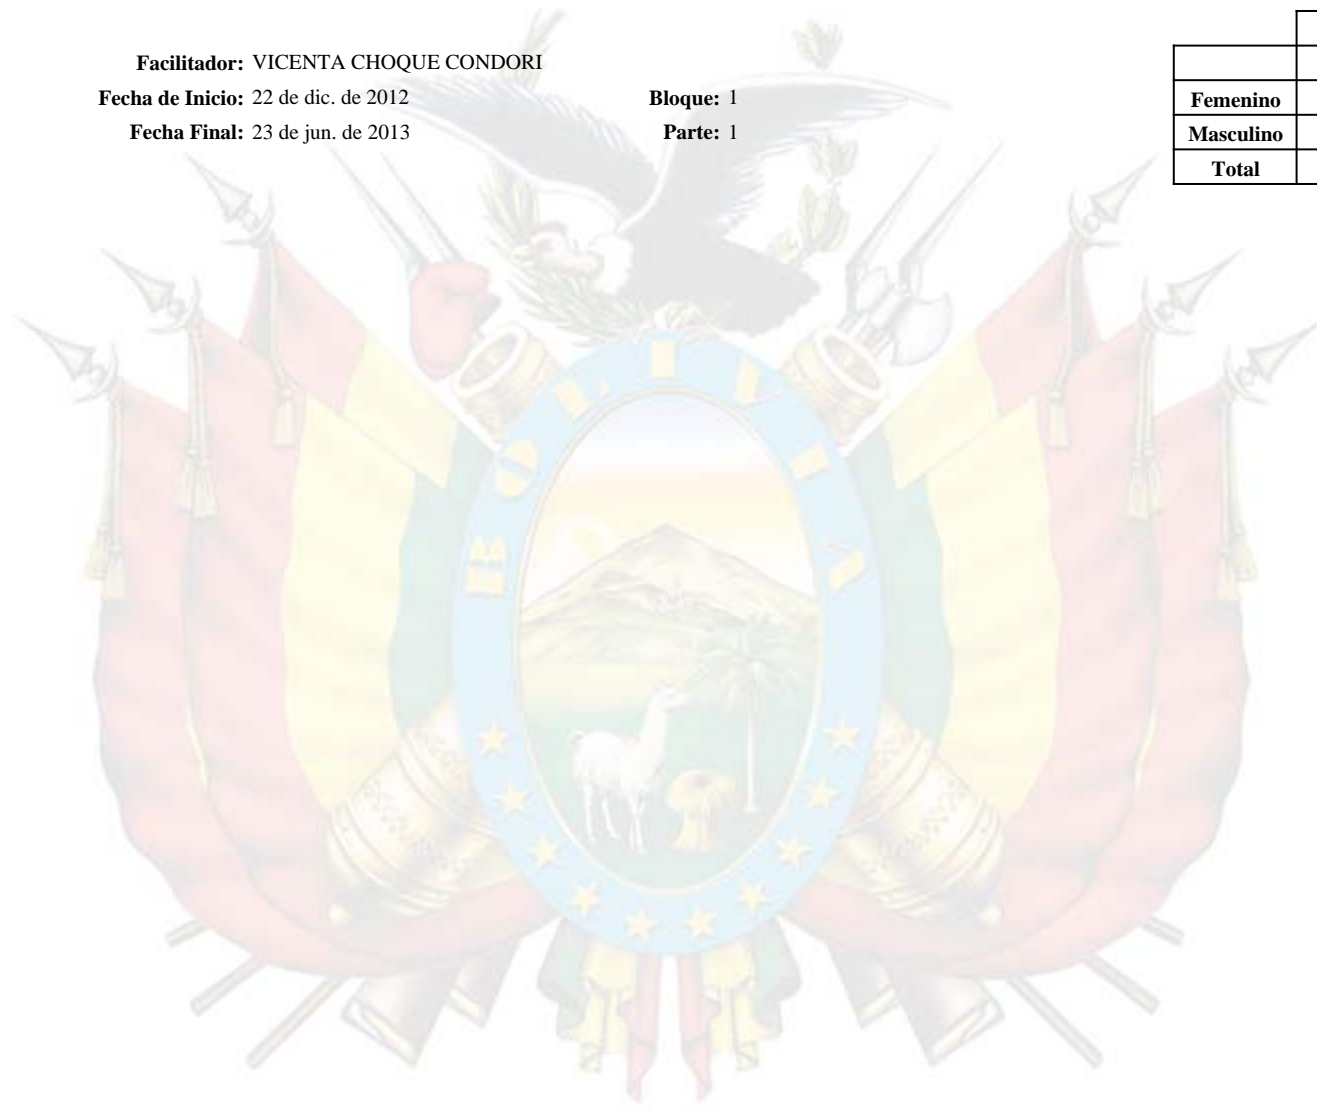 Facilitador: VICENTA CHOQUE CONDORI
Fecha de Inicio: 22 de dic. de 2012 Bloque: 1
Fecha Final: 23 de jun. de 2013 Parte: 1
Femenino
Masculino
Total
BOLIVIA